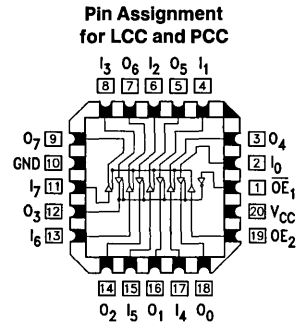 Pin Assignment
for LCC and PCC
I3 O6 I2 O5 I1
8 7 6 5 4
O7 9
GND 10
I7 11
O3 12
I6 13
3 O4
2 I0
1 O̅E̅1
20 VCC
19 OE2
14 15 16 17 18
O2 I5 O1 I4 O0